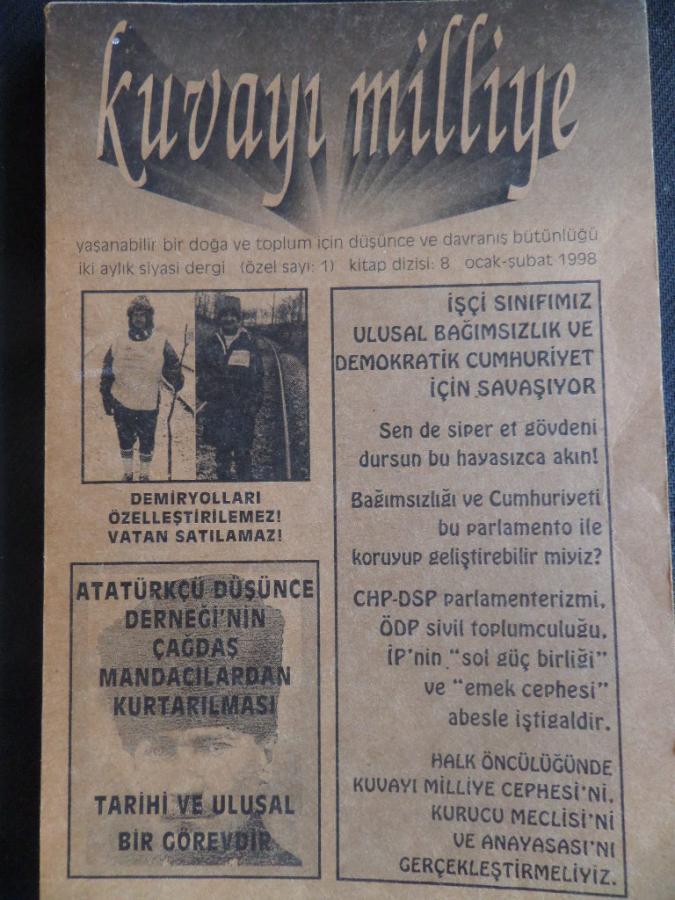 kuvayı milliye
yaşanabilir bir doğa ve toplum için düşünce ve davranış bütünlüğü
iki aylık siyasi dergi (özel sayı: 1) kitap dizisi: 8 ocak-şubat 1998
DEMİRYOLLARI
ÖZELLEŞTİRİLEMEZ!
VATAN SATILAMAZ!
ATATÜRKÇÜ DÜŞÜNCE
DERNEĞİ'NİN
ÇAĞDAŞ
MANDACILARDAN
KURTARILMASI
TARİHİ VE ULUSAL
BİR GÖREVDİR
İŞÇİ SINIFIMIZ
ULUSAL BAĞIMSIZLIK VE
DEMOKRATİK CUMHURİYET
İÇİN SAVAŞIYOR
Sen de siper et gövdeni
dursun bu hayasızca akın!
Bağımsızlığı ve Cumhuriyeti
bu parlamento ile
koruyup geliştirebilir miyiz?
CHP-DSP parlamenterizmi,
ÖDP sivil toplumculuğu,
İP'nin "sol güç birliği"
ve "emek cephesi"
abesle iştigaldir.
HALK ÖNCÜLÜĞÜNDE
KUVAYI MİLLİYE CEPHESİ'Nİ,
KURUCU MECLİSİ'Nİ
VE ANAYASASI'NI
GERÇEKLEŞTİRMELİYİZ.